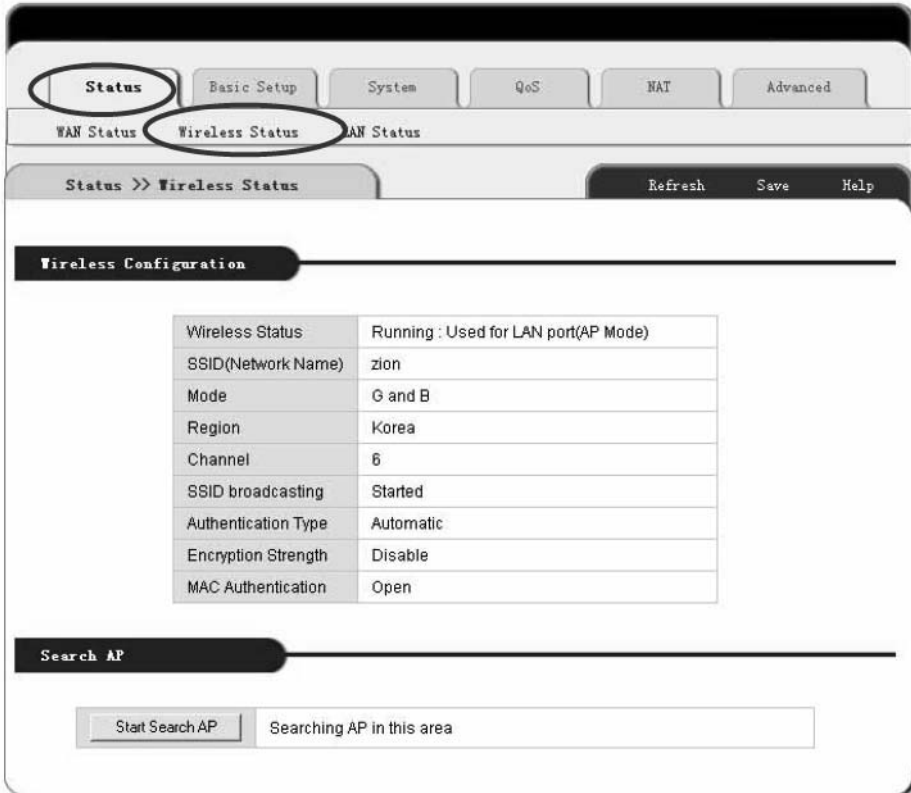 Status Basic Setup System QoS NAT Advanced
WAN Status Wireless Status LAN Status
Status >> Wireless Status Refresh Save Help
Wireless Configuration
Wireless Status Running : Used for LAN port(AP Mode)
SSID(Network Name) zion
Mode G and B
Region Korea
Channel 6
SSID broadcasting Started
Authentication Type Automatic
Encryption Strength Disable
MAC Authentication Open
Search AP
Start Search AP Searching AP in this area